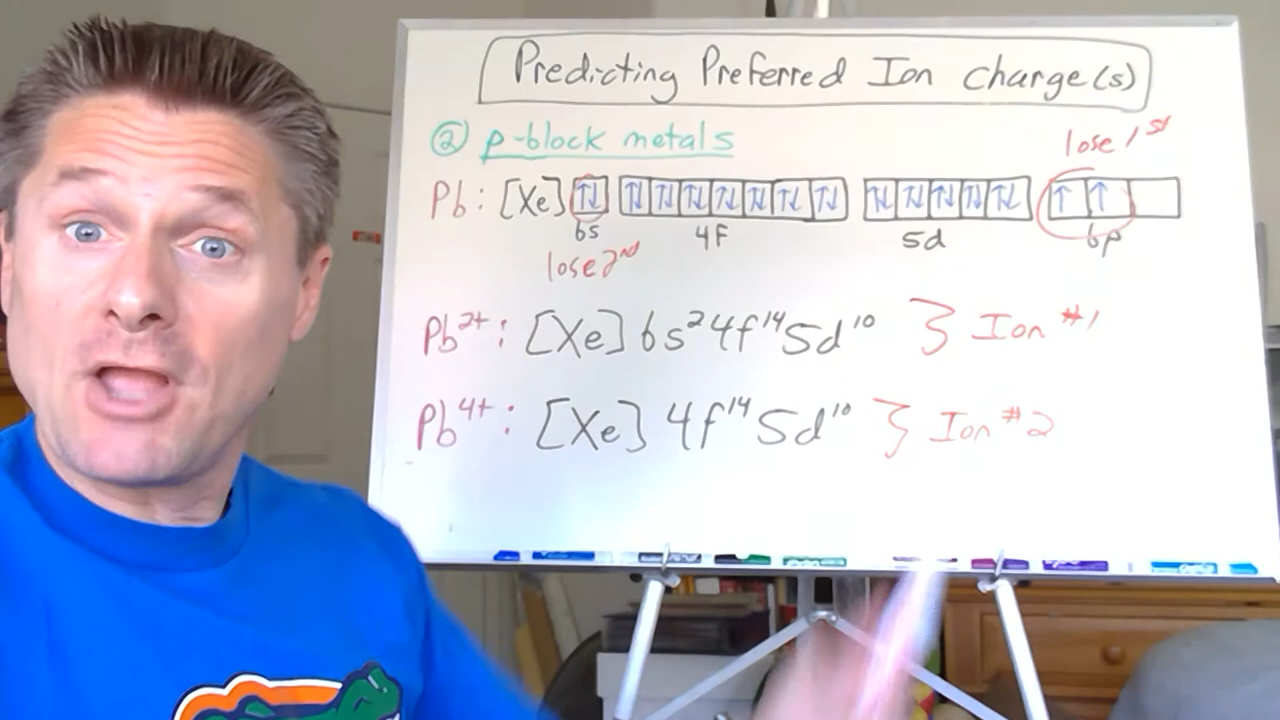 Predicting Preferred Ion Charge(s)
② p-block metals
lose 1st
Pb: [Xe] ↑↓ ↑↓ ↑↓ ↑↓ ↑↓ ↑↓ ↑↓ ↑↓ ↑↓ ↑↓ ↑↓ ↑↓ ↑↓ ↑ ↑
6s 4f 5d 6p
lose 2nd
Pb²⁺: [Xe] 6s² 4f¹⁴ 5d¹⁰ } Ion #1
Pb⁴⁺: [Xe] 4f¹⁴ 5d¹⁰ } Ion #2